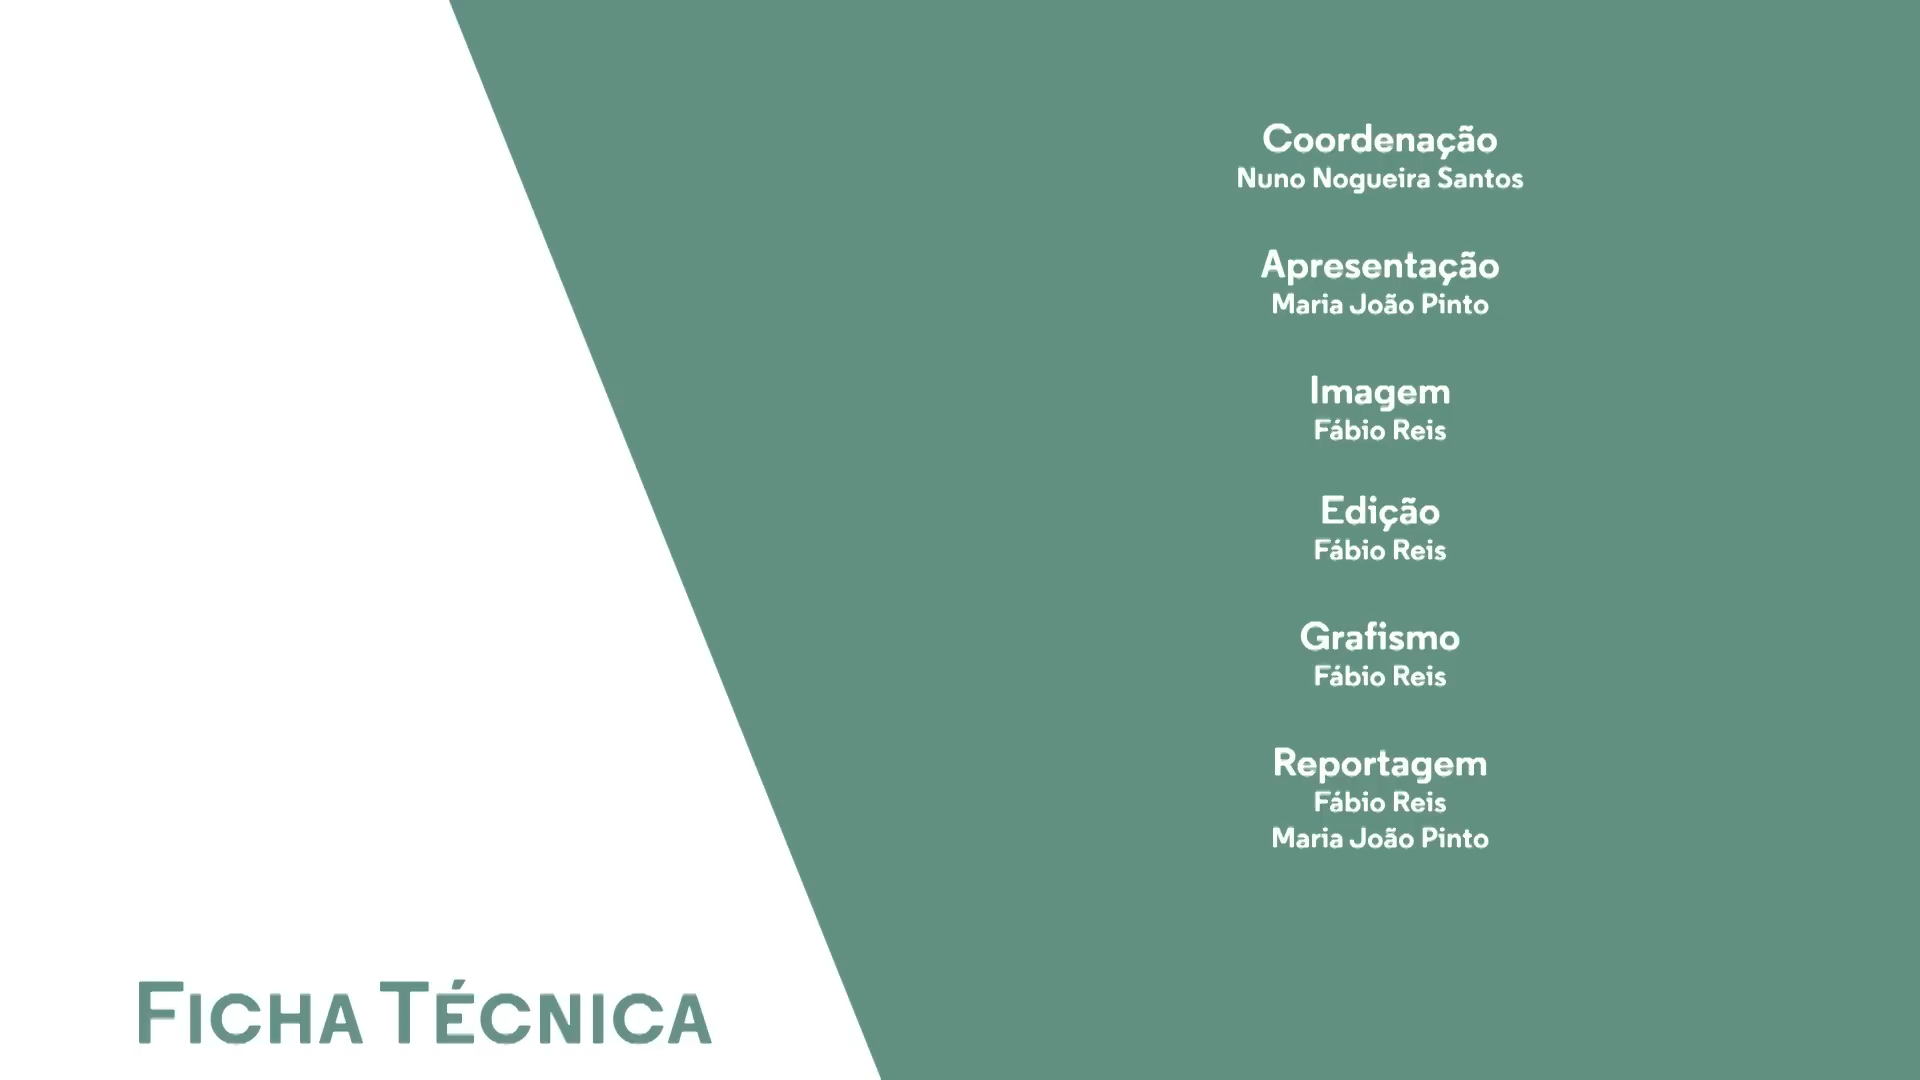 Coordenação
Nuno Nogueira Santos
Apresentação
Maria João Pinto
Imagem
Fábio Reis
Edição
Fábio Reis
Grafismo
Fábio Reis
Reportagem
Fábio Reis
Maria João Pinto
FICHA TÉCNICA